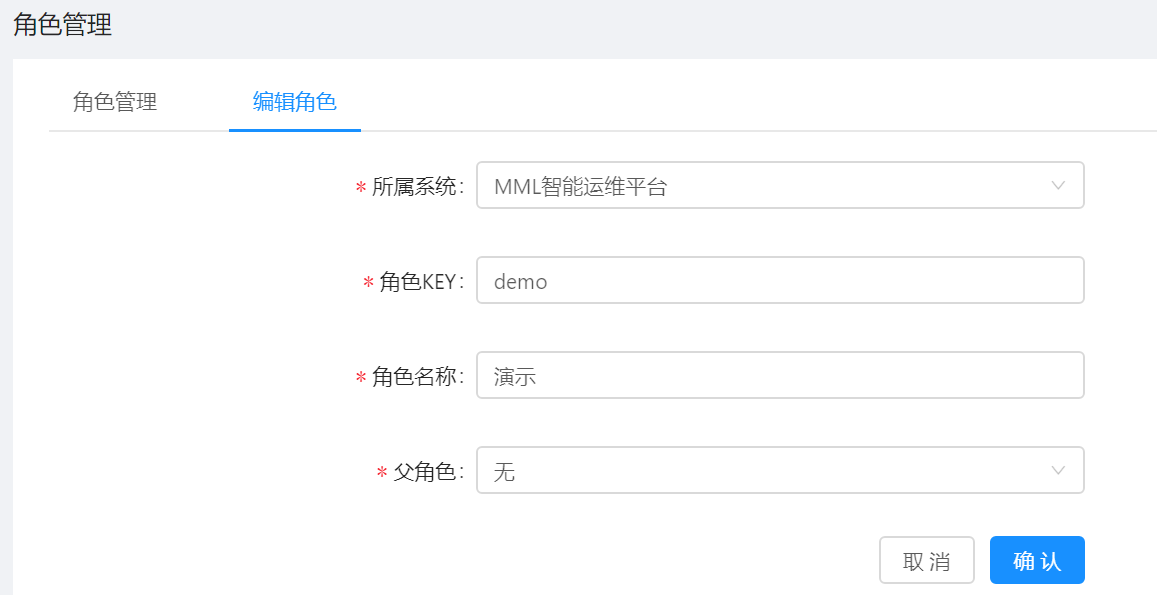 角色管理
角色管理 编辑角色
* 所属系统: MML智能运维平台
* 角色KEY: demo
* 角色名称: 演示
* 父角色: 无
取 消 确 认